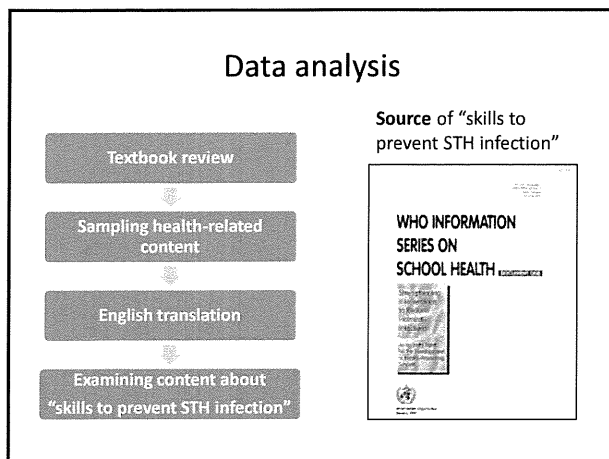 Data analysis
Textbook review
Sampling health-related
content
English translation
Examining content about
“skills to prevent STH infection”
Source of “skills to
prevent STH infection”
WHO INFORMATION
SERIES ON
SCHOOL HEALTH